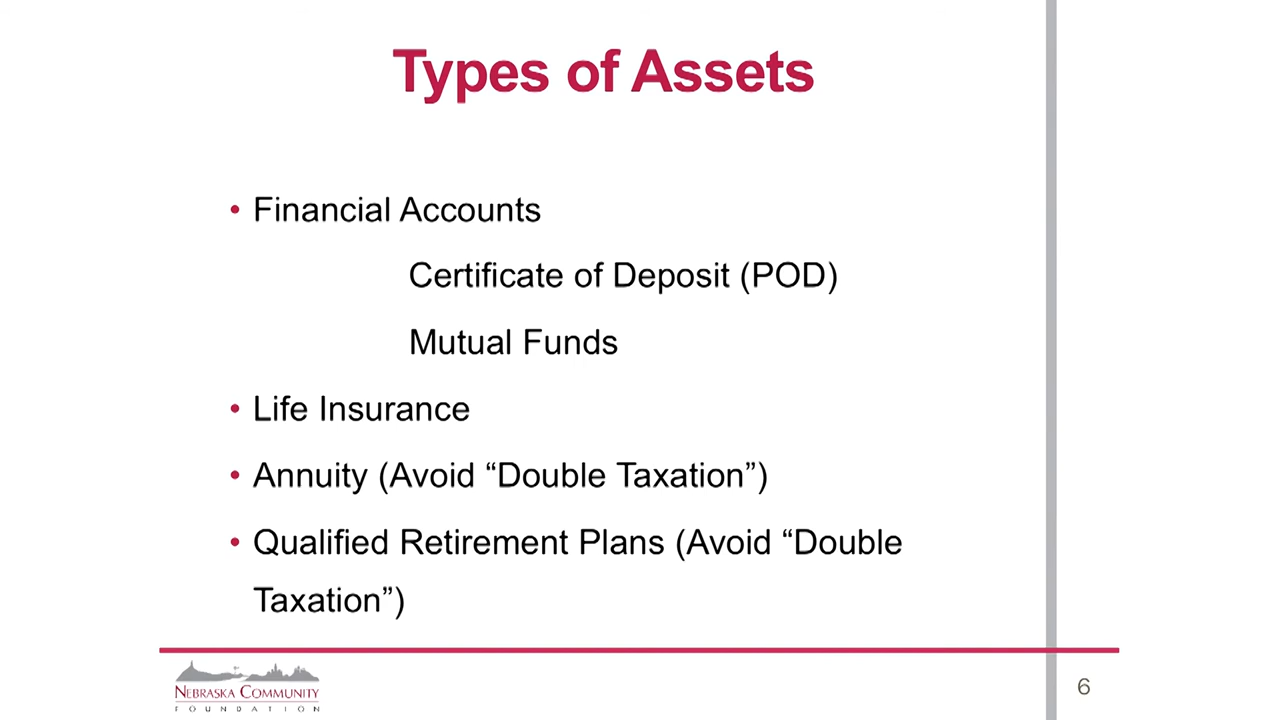 Types of Assets
• Financial Accounts
Certificate of Deposit (POD)
Mutual Funds
• Life Insurance
• Annuity (Avoid “Double Taxation”)
• Qualified Retirement Plans (Avoid “Double
Taxation”)
NEBRASKA COMMUNITY
FOUNDATION
6